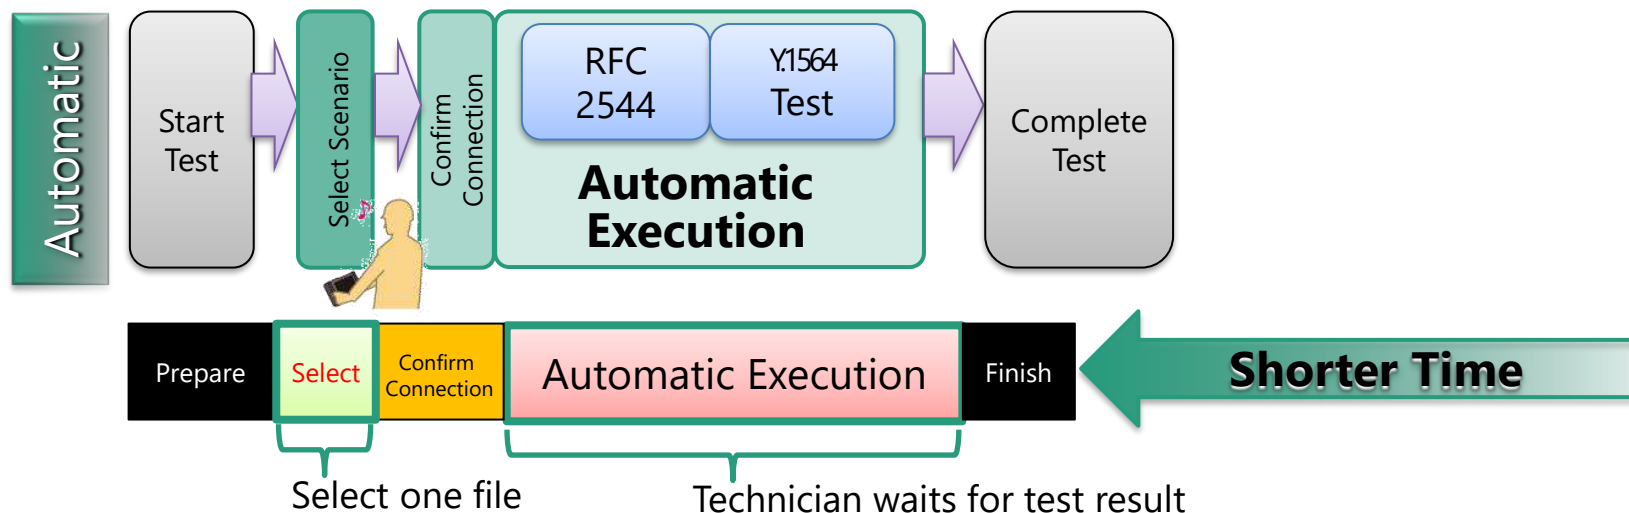 Automatic
Start
Test
Select Scenario
Confirm
Connection
RFC
2544
Y.1564
Test
Automatic
Execution
Complete
Test
Prepare
Select
Confirm
Connection
Automatic Execution
Finish
Shorter Time
Select one file
Technician waits for test result